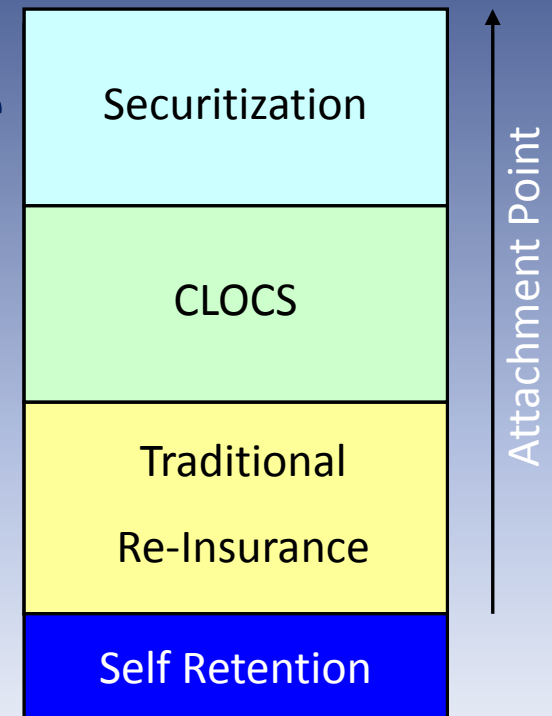 Securitization
CLOCS
Traditional
Re-Insurance
Self Retention
Attachment Point